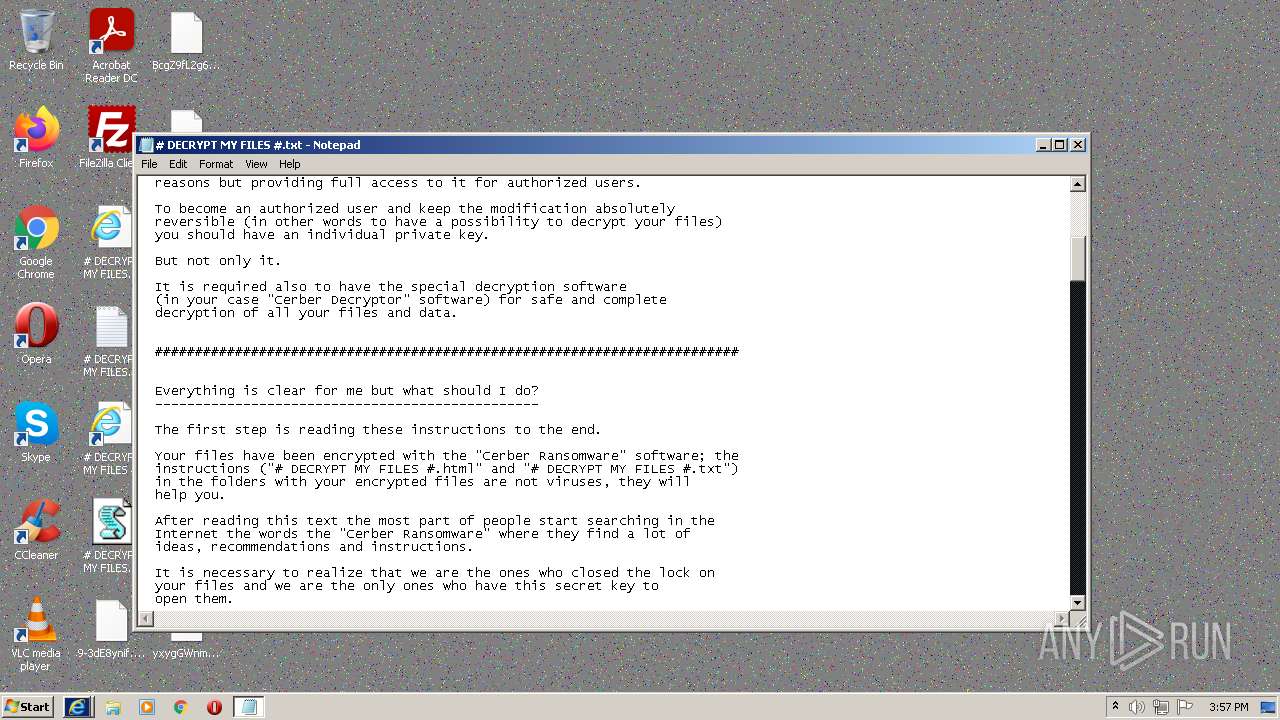 Recycle Bin
Acrobat
Reader DC
BcgZ9fL2g6...
Firefox
FileZilla Clie
Google
Chrome
# DECRYP
MY FILES.
Opera
# DECRYP
MY FILES.
Skype
# DECRYP
MY FILES.
CCleaner
# DECRYP
MY FILES.
VLC media
player
9-3dE8ynif....
yxygGWnm...
# DECRYPT MY FILES #.txt - Notepad
File Edit Format View Help
reasons but providing full access to it for authorized users.
To become an authorized user and keep the modification absolutely
reversible (in other words to have a possibility to decrypt your files)
you should have an individual private key.
But not only it.
It is required also to have the special decryption software
(in your case "Cerber Decryptor" software) for safe and complete
decryption of all your files and data.
#########################################################################
Everything is clear for me but what should I do?
------------------------------------------------
The first step is reading these instructions to the end.
Your files have been encrypted with the "Cerber Ransomware" software; the
instructions ("# DECRYPT MY FILES #.html" and "# DECRYPT MY FILES #.txt")
in the folders with your encrypted files are not viruses, they will
help you.
After reading this text the most part of people start searching in the
Internet the words the "Cerber Ransomware" where they find a lot of
ideas, recommendations and instructions.
It is necessary to realize that we are the ones who closed the lock on
your files and we are the only ones who have this secret key to
open them.
ANY RUN
Start
3:57 PM